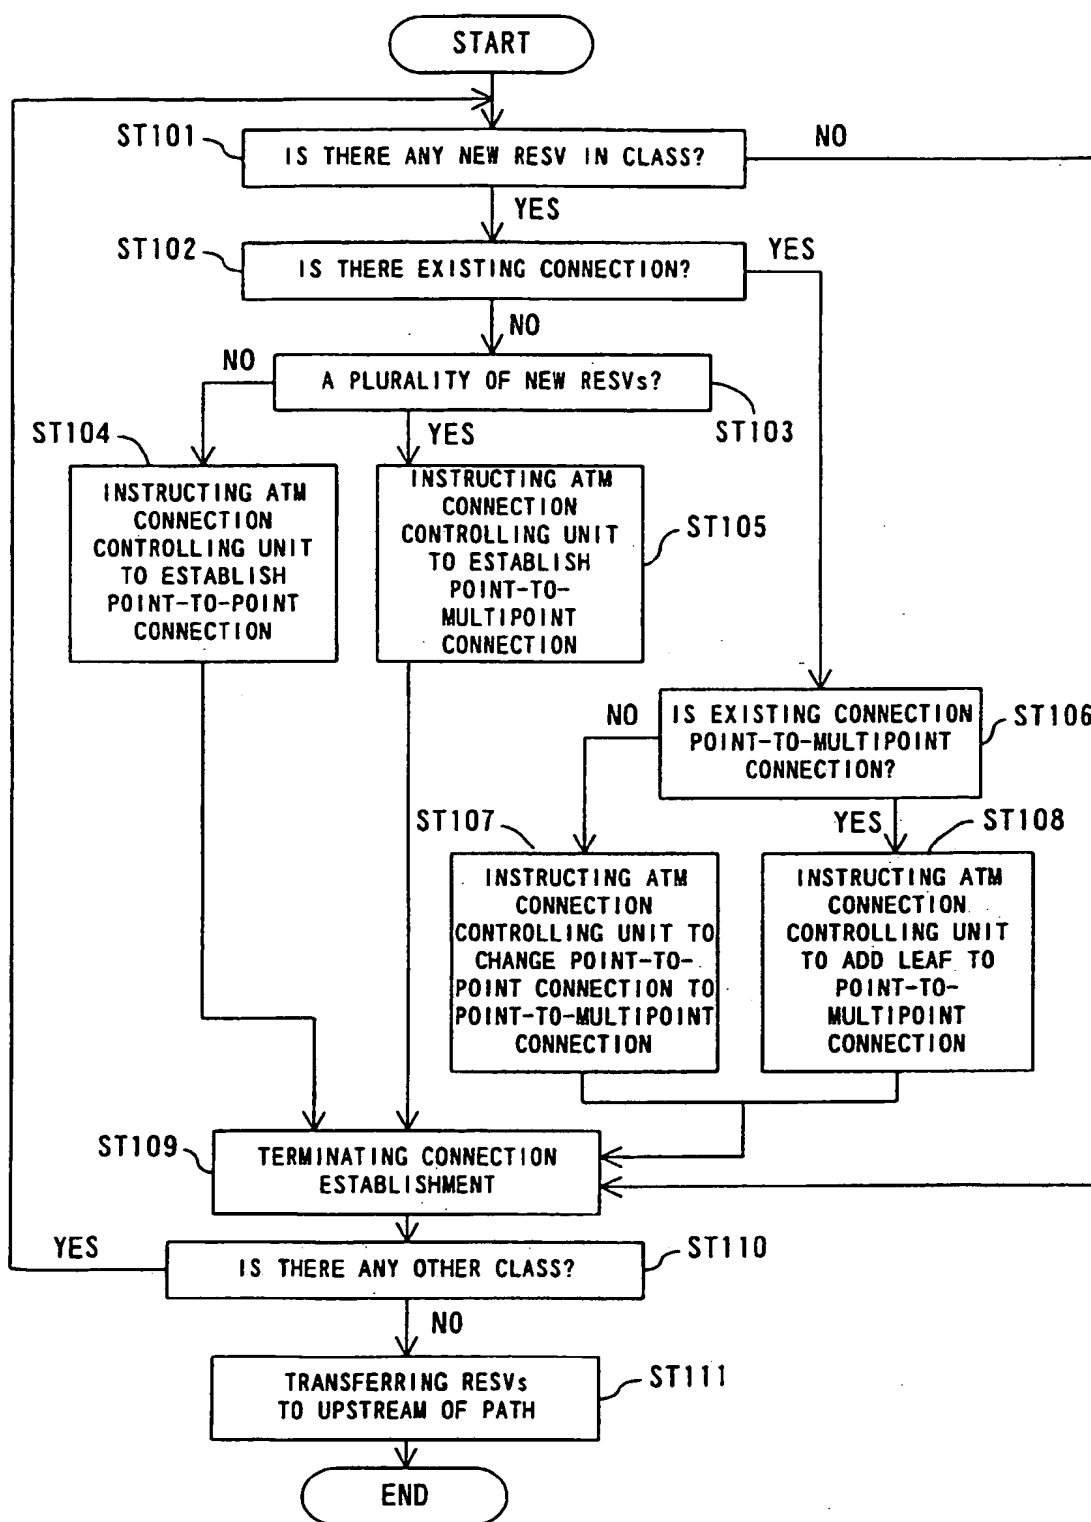 START
ST101
IS THERE ANY NEW RESV IN CLASS?
NO
YES
ST102
IS THERE EXISTING CONNECTION?
YES
NO
NO
A PLURALITY OF NEW RESVs?
ST103
YES
ST104
INSTRUCTING ATM
CONNECTION
CONTROLLING UNIT
TO ESTABLISH
POINT-TO-POINT
CONNECTION
INSTRUCTING ATM
CONNECTION
CONTROLLING UNIT
TO ESTABLISH
POINT-TO-
MULTIPOINT
CONNECTION
ST105
NO
IS EXISTING CONNECTION
POINT-TO-MULTIPOINT
CONNECTION?
ST106
ST107
YES
ST108
INSTRUCTING ATM
CONNECTION
CONTROLLING UNIT TO
CHANGE POINT-TO-
POINT CONNECTION TO
POINT-TO-MULTIPOINT
CONNECTION
INSTRUCTING ATM
CONNECTION
CONTROLLING UNIT
TO ADD LEAF TO
POINT-TO-
MULTIPOINT
CONNECTION
ST109
TERMINATING CONNECTION
ESTABLISHMENT
YES
IS THERE ANY OTHER CLASS?
ST110
NO
TRANSFERRING RESVs
TO UPSTREAM OF PATH
ST111
END